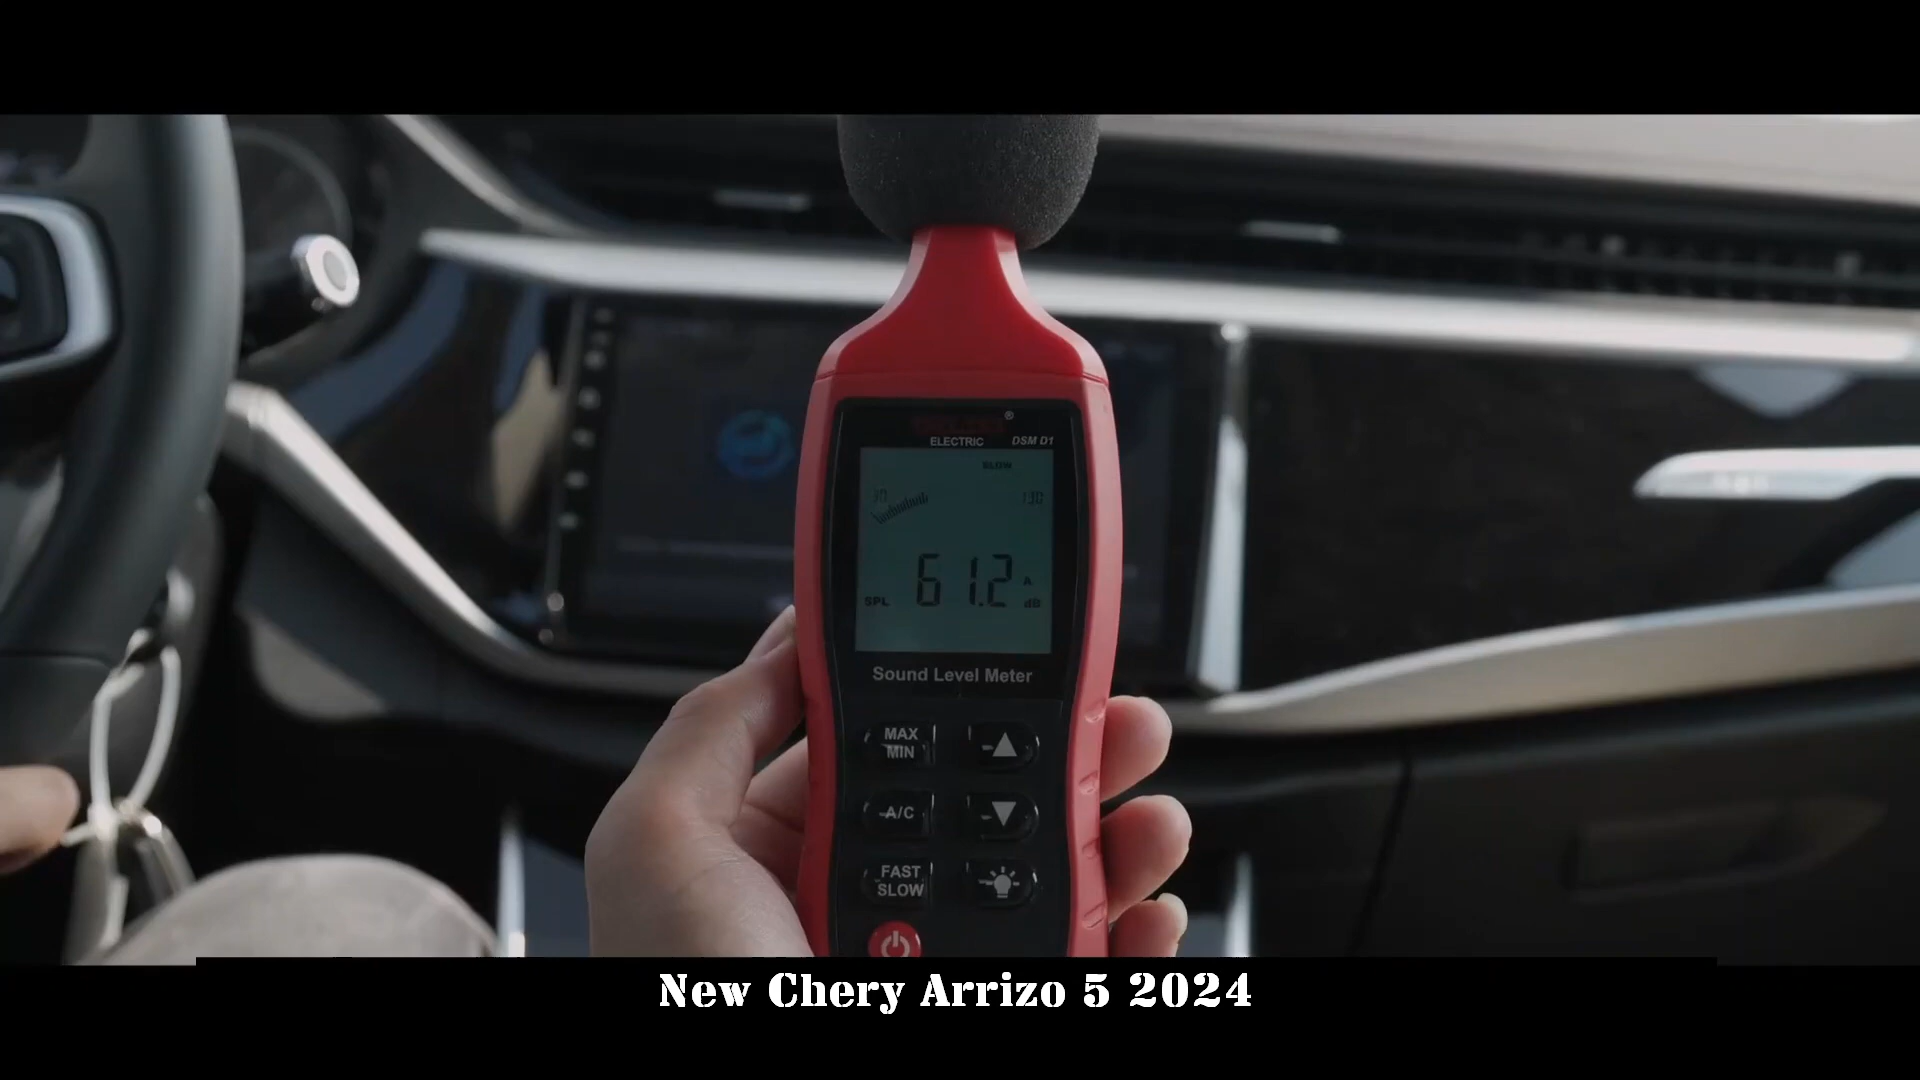 ®
ELECTRIC DSM D1
SLOW
30 130
61.2 A
SPL dB
Sound Level Meter
MAX
MIN
A/C
FAST
SLOW
New Chery Arrizo 5 2024